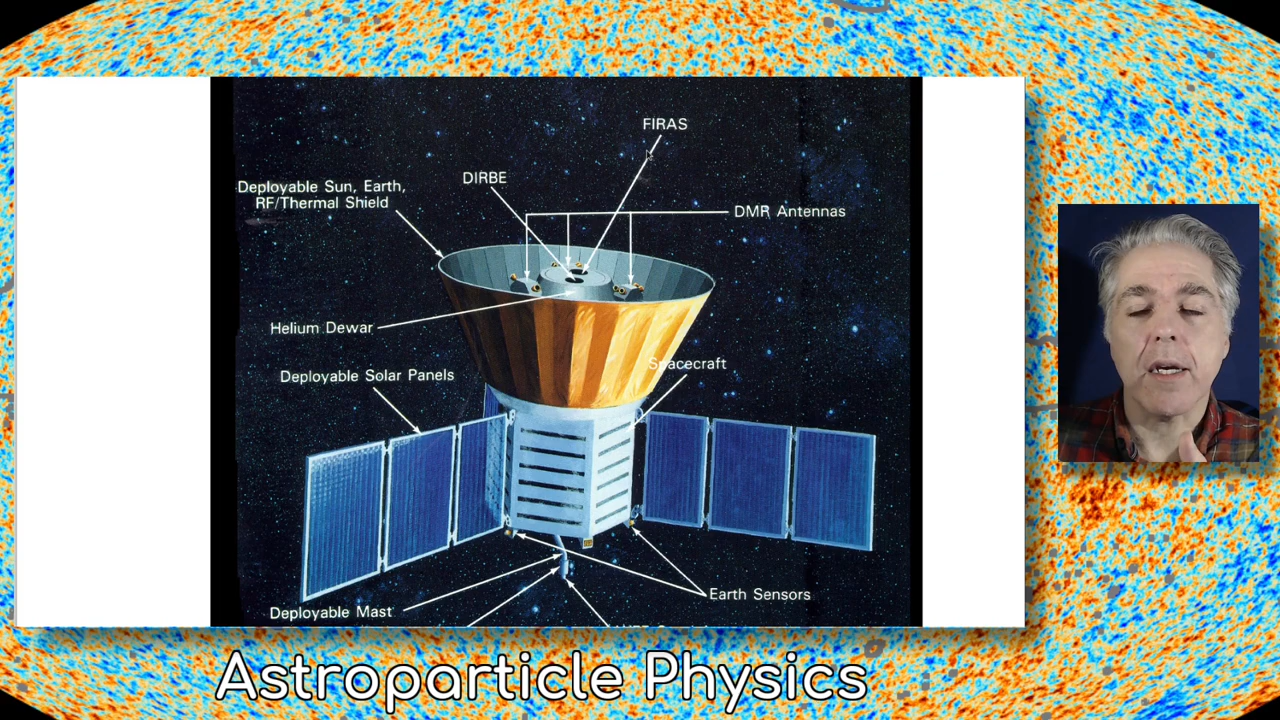 FIRAS
DIRBE
Deployable Sun, Earth,
RF/Thermal Shield
DMR Antennas
Helium Dewar
Spacecraft
Deployable Solar Panels
Earth Sensors
Deployable Mast
Astroparticle Physics